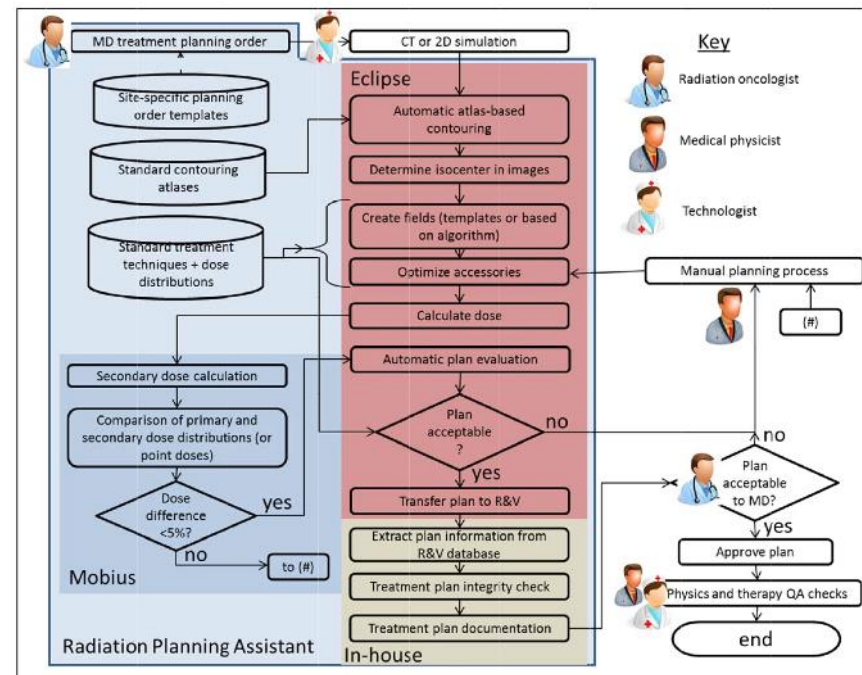 MD treatment planning order
CT or 2D simulation
Key
Radiation oncologist
Medical physicist
Technologist
Site-specific planning
order templates
Standard contouring
atlases
Standard treatment
techniques + dose
distributions
Eclipse
Automatic atlas-based
contouring
Determine isocenter in images
Create fields (templates or based
on algorithm)
Optimize accessories
Calculate dose
Manual planning process
(#)
Secondary dose calculation
Comparison of primary and
secondary dose distributions (or
point doses)
Dose
difference
<5%?
yes
no
to (#)
Mobius
Radiation Planning Assistant
Automatic plan evaluation
Plan
acceptable
?
no
yes
Transfer plan to R&V
Extract plan information from
R&V database
Treatment plan integrity check
Treatment plan documentation
In-house
no
Plan
acceptable
to MD?
yes
Approve plan
Physics and therapy QA checks
end